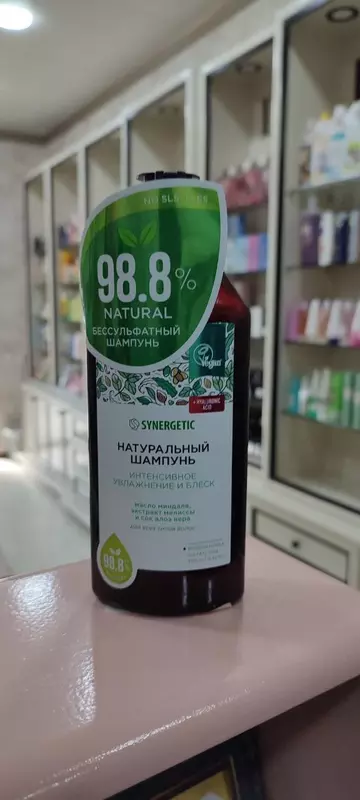 98.8%
NATURAL
БЕССУЛЬФАТНЫЙ
ШАМПУНЬ
Vegan
+ HYALURONIC
ACID
SYNERGETIC
НАТУРАЛЬНЫЙ
ШАМПУНЬ
ИНТЕНСИВНОЕ
УВЛАЖНЕНИЕ И БЛЕСК
масло миндаля,
экстракт мелиссы
и сок алоэ вера
для всех типов волос
98.8%